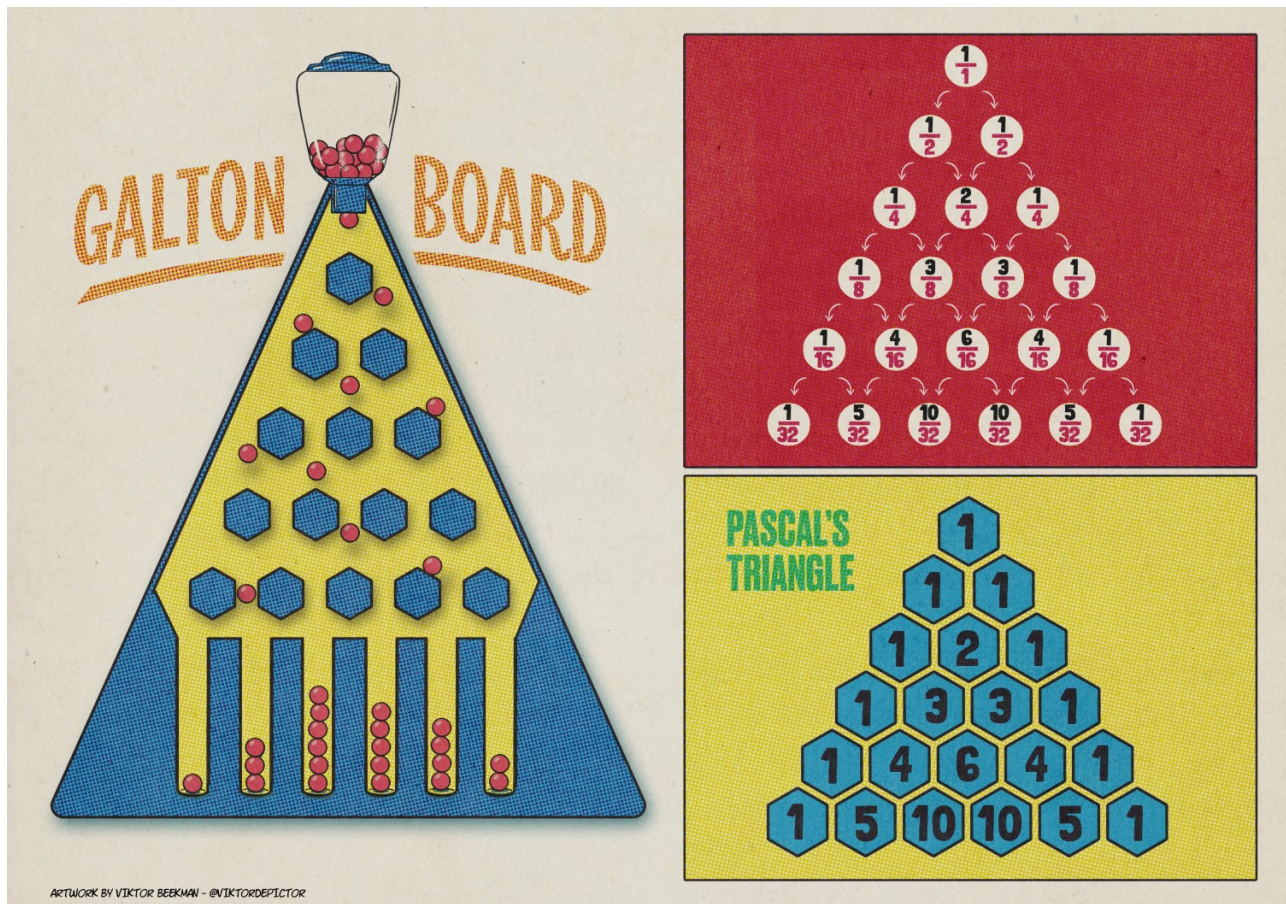 GALTON BOARD
1/1
1/2 1/2
1/4 2/4 1/4
1/8 3/8 3/8 1/8
1/16 4/16 6/16 4/16 1/16
1/32 5/32 10/32 10/32 5/32 1/32
PASCAL'S
TRIANGLE
1
1 1
1 2 1
1 3 3 1
1 4 6 4 1
1 5 10 10 5 1
ARTWORK BY VIKTOR BEEKMAN - @VIKTORDEPICTOR